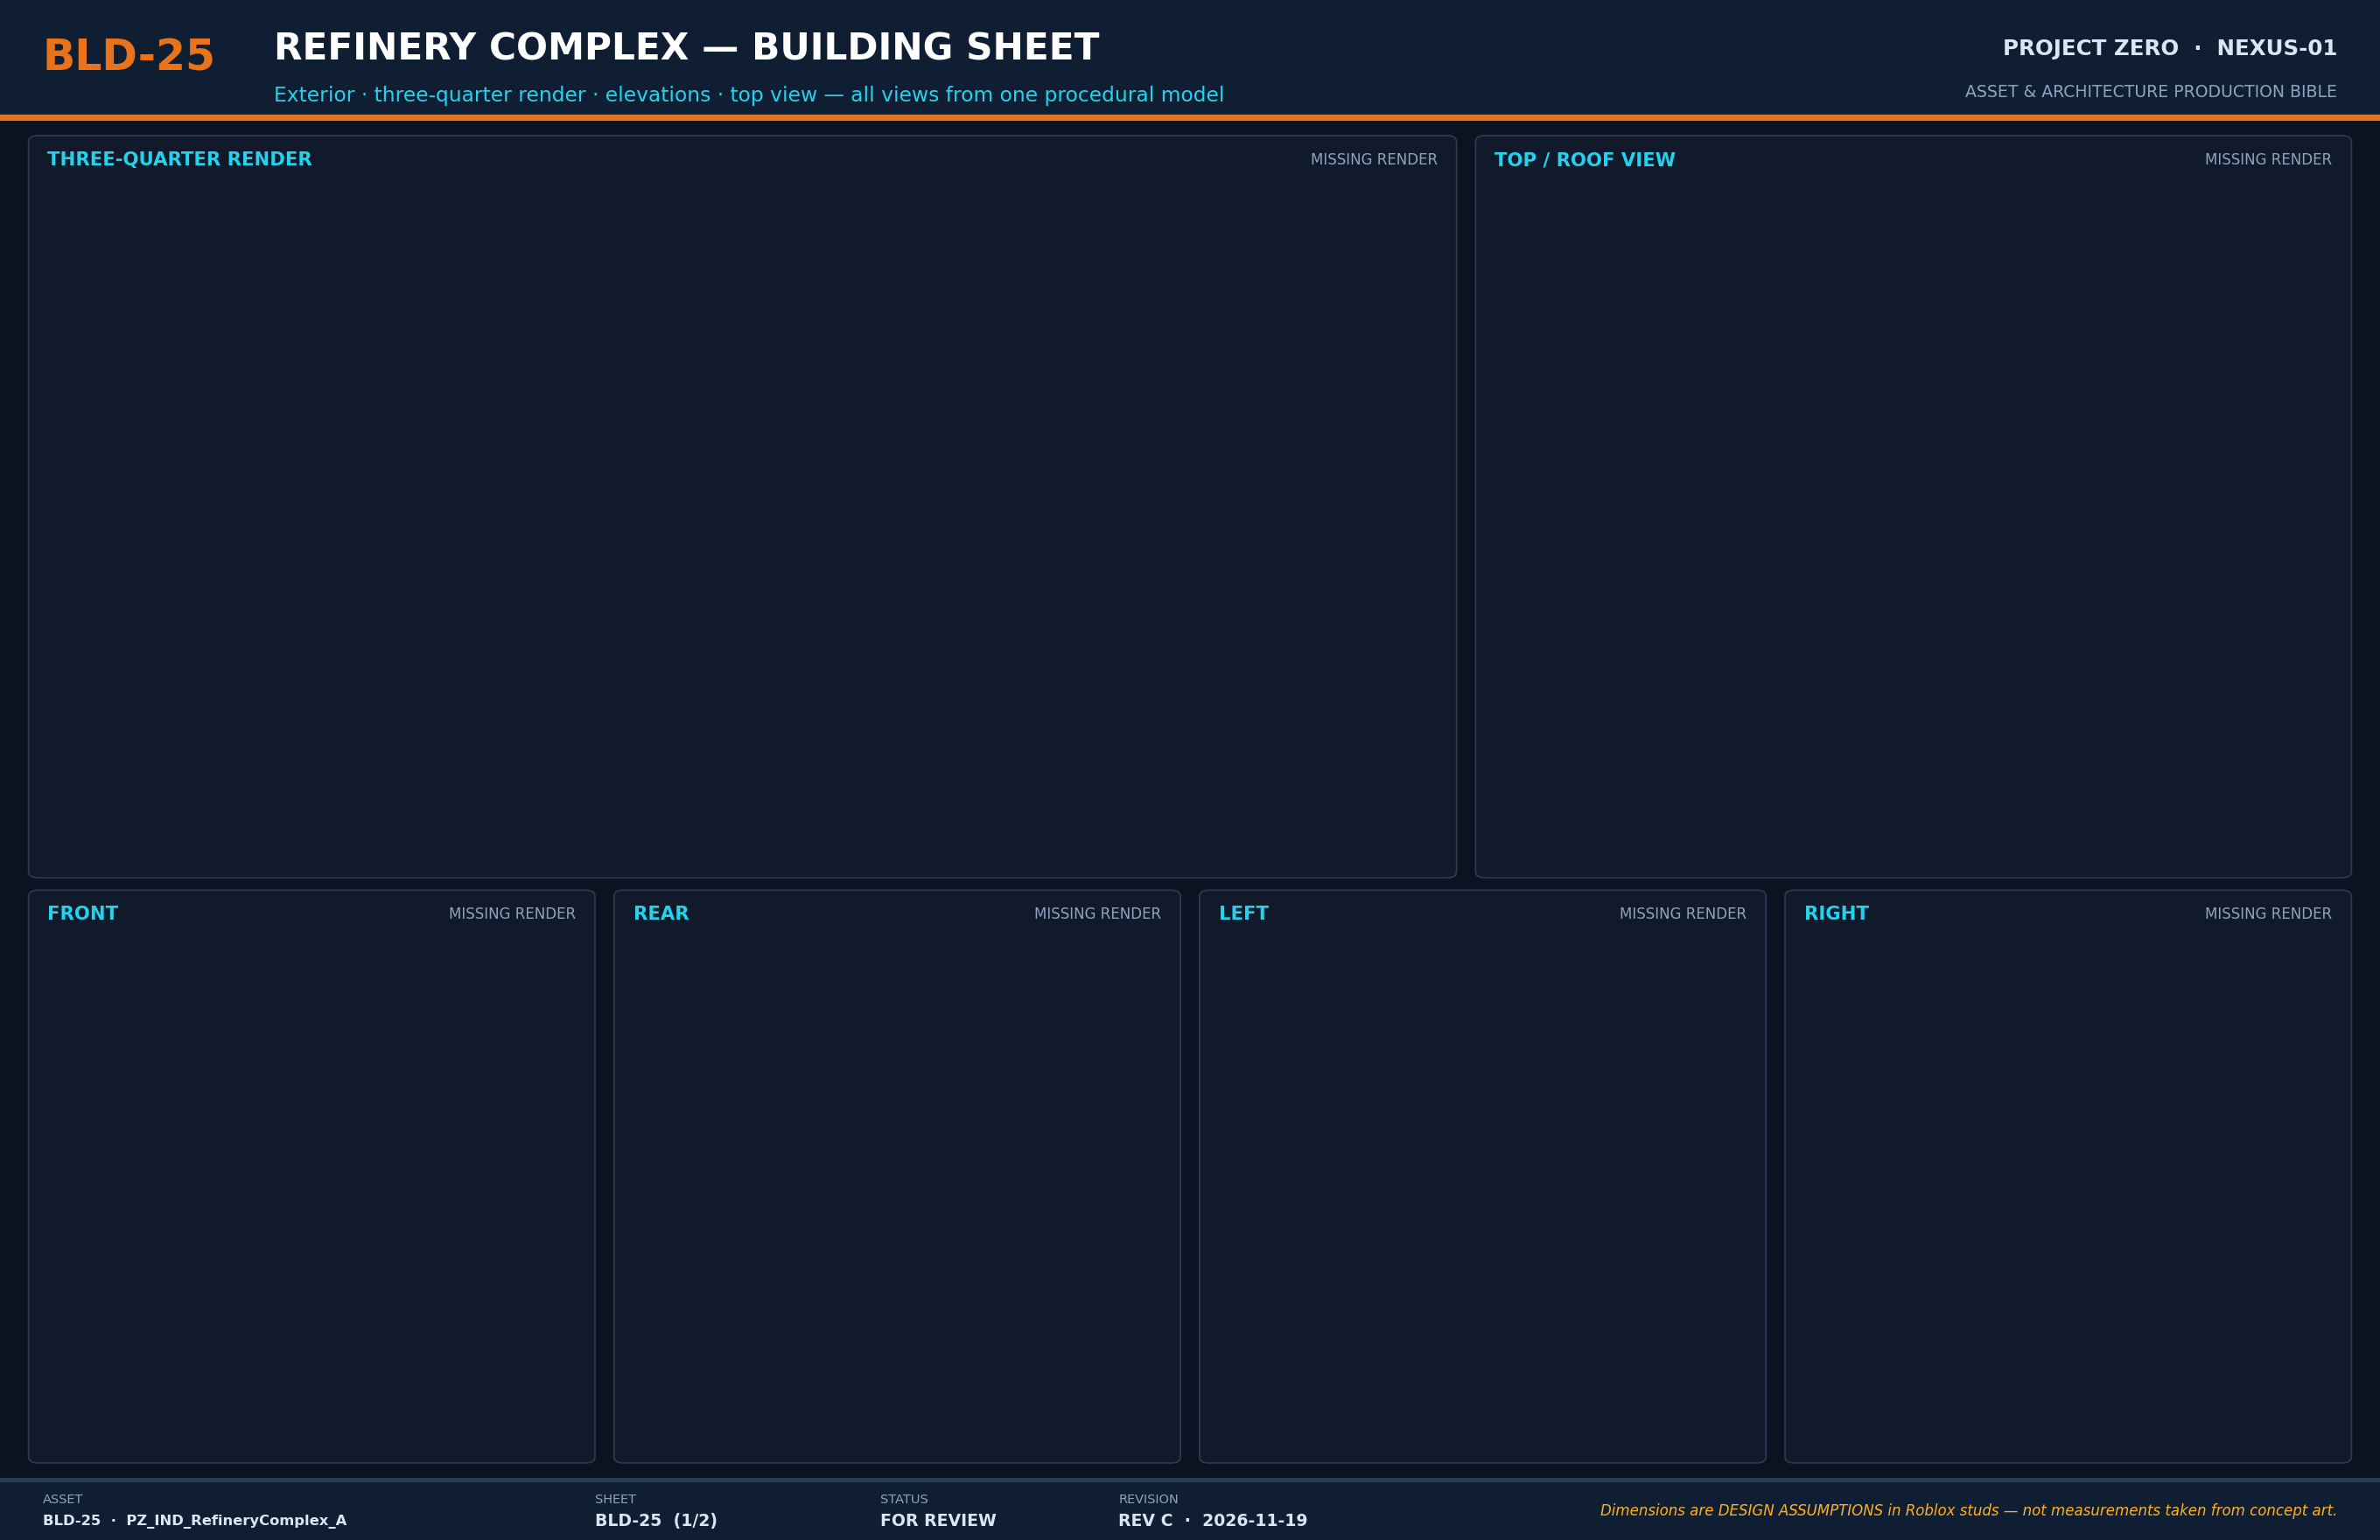 BLD-25
REFINERY COMPLEX — BUILDING SHEET
Exterior · three-quarter render · elevations · top view — all views from one procedural model
PROJECT ZERO · NEXUS-01
ASSET & ARCHITECTURE PRODUCTION BIBLE
THREE-QUARTER RENDER
MISSING RENDER
TOP / ROOF VIEW
MISSING RENDER
FRONT
MISSING RENDER
REAR
MISSING RENDER
LEFT
MISSING RENDER
RIGHT
MISSING RENDER
ASSET
BLD-25 · PZ_IND_RefineryComplex_A
SHEET
BLD-25 (1/2)
STATUS
FOR REVIEW
REVISION
REV C · 2026-11-19
Dimensions are DESIGN ASSUMPTIONS in Roblox studs — not measurements taken from concept art.